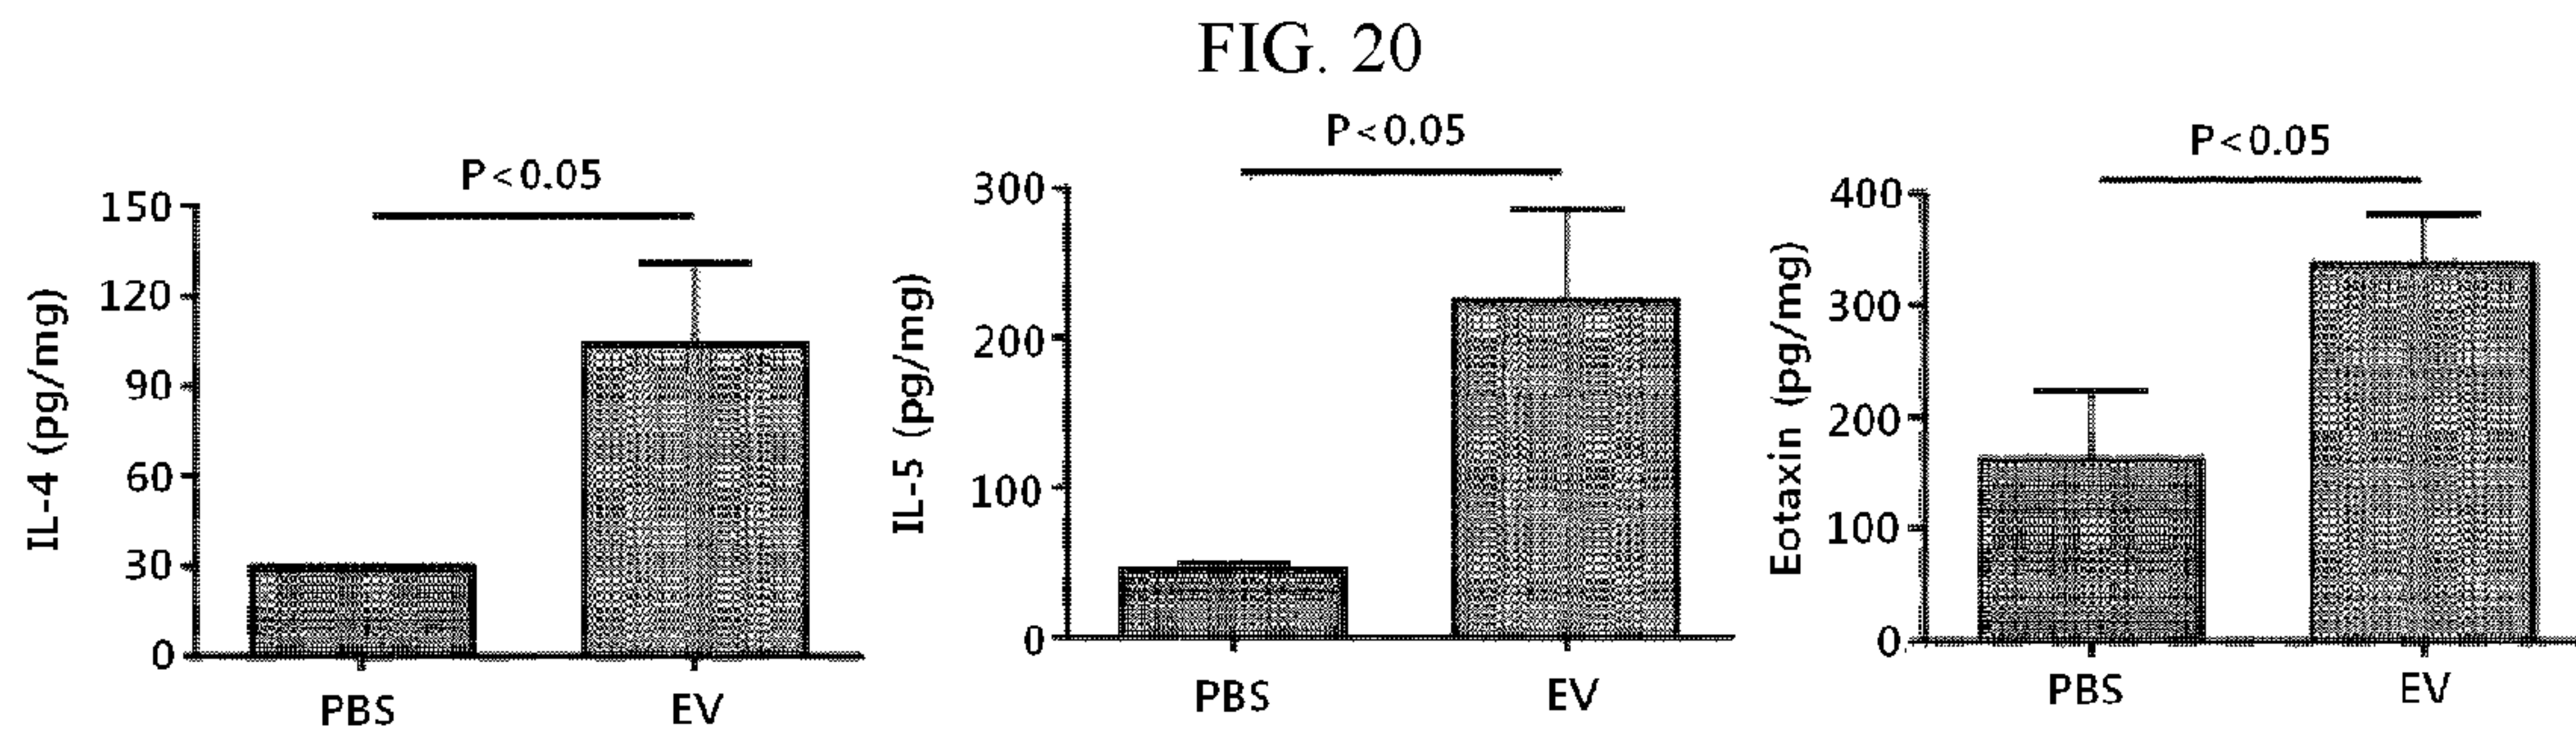 FIG. 20
P<0.05
IL-4 (pg/mg)
150
120
90
60
30
0
PBS EV
P<0.05
IL-5 (pg/mg)
300
200
100
0
PBS EV
P<0.05
Eotaxin (pg/mg)
400
300
200
100
0
PBS EV